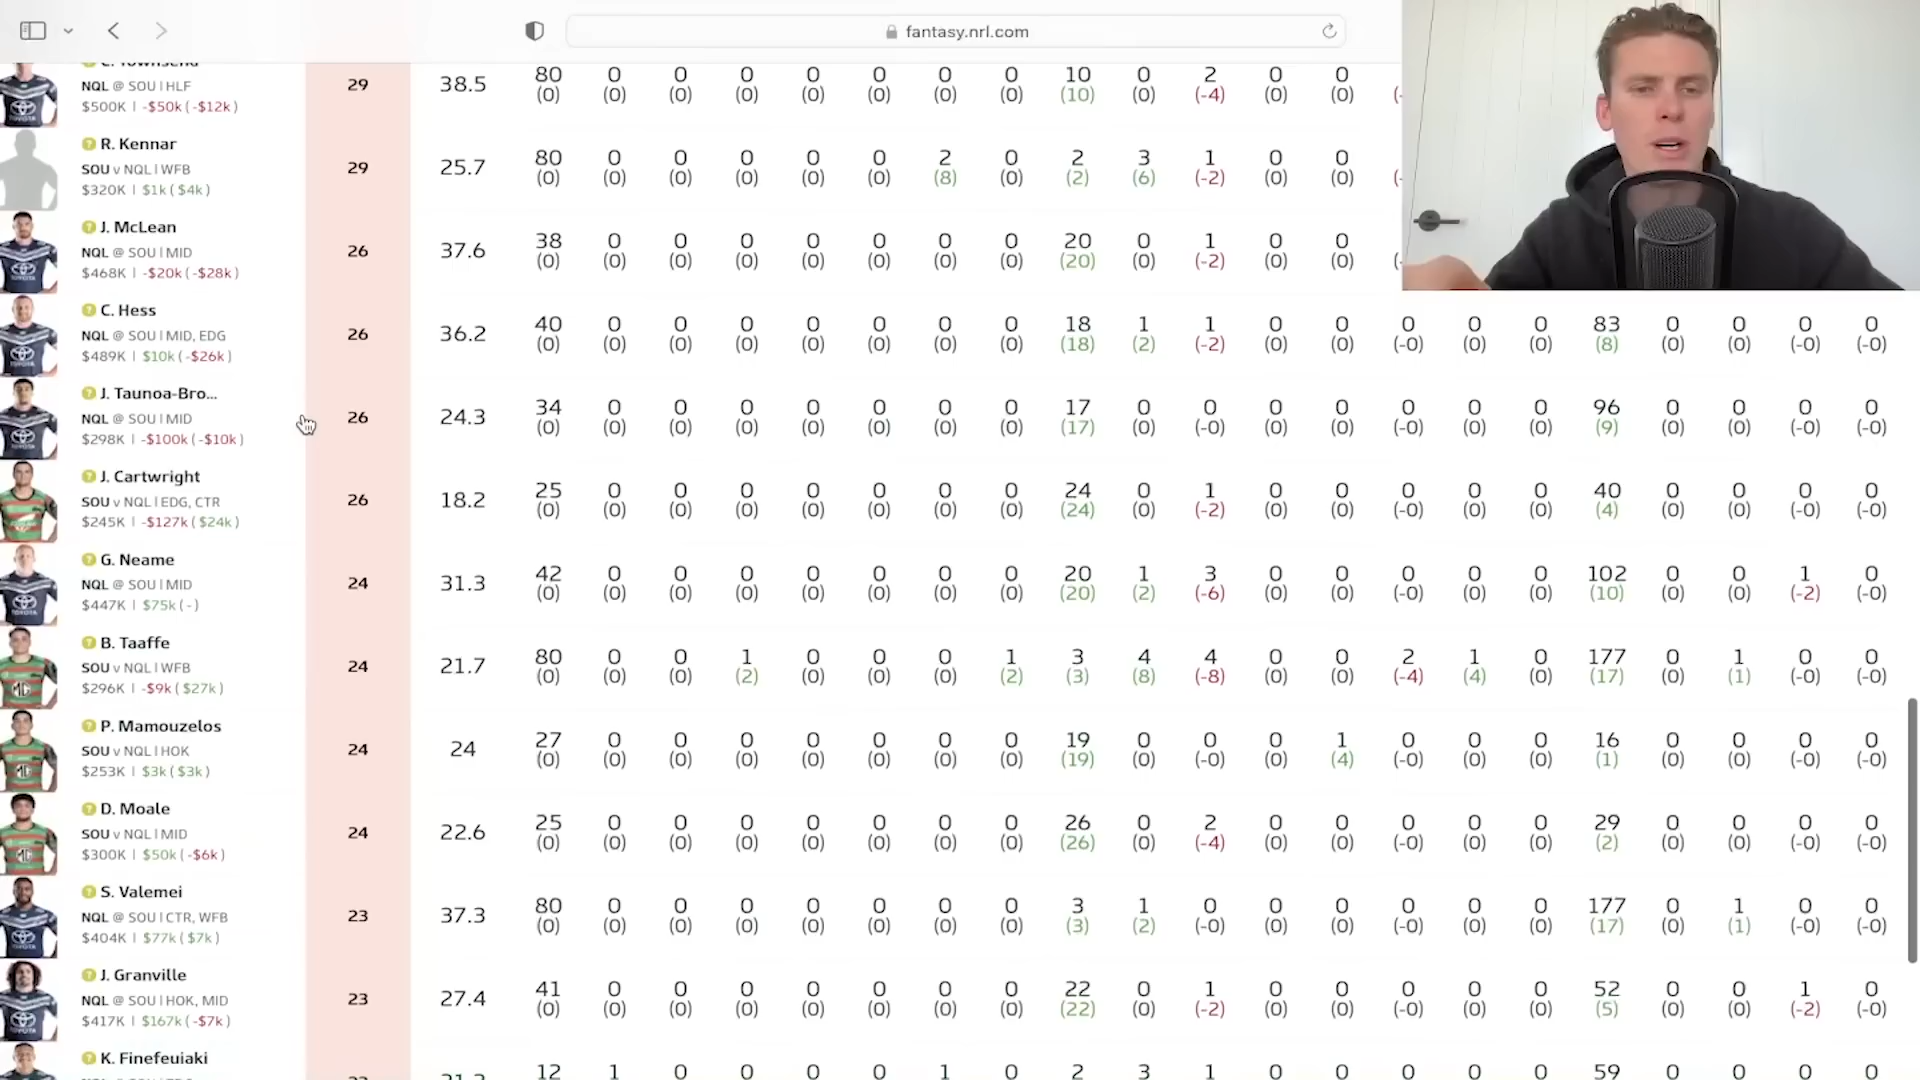 fantasy.nrl.com
C. Townsend
NQL @ SOU | HLF
$500K | -$50k (-$12k)
29 38.5 80 0 0 0 0 0 0 0 10 0 2 0 0
(0) (0) (0) (0) (0) (0) (0) (0) (10) (0) (-4) (0) (0) (-
R. Kennar
SOU v NQL | WFB
$320K | $1k ( $4k )
29 25.7 80 0 0 0 0 0 2 0 2 3 1 0 0
(0) (0) (0) (0) (0) (0) (8) (0) (2) (6) (-2) (0) (0) (-
J. McLean
NQL @ SOU | MID
$468K | -$20k (-$28k )
26 37.6 38 0 0 0 0 0 0 0 20 0 1 0 0
(0) (0) (0) (0) (0) (0) (0) (0) (20) (0) (-2) (0) (0) (-
C. Hess
NQL @ SOU | MID, EDG
$489K | $10k ( -$26k )
26 36.2 40 0 0 0 0 0 0 0 18 1 1 0 0 0 0 0 83 0 0 0 0
(0) (0) (0) (0) (0) (0) (0) (0) (18) (2) (-2) (0) (0) (-0) (0) (0) (8) (0) (0) (-0) (-0)
J. Taunoa-Bro...
NQL @ SOU | MID
$298K | -$100k ( -$10k )
26 24.3 34 0 0 0 0 0 0 0 17 0 0 0 0 0 0 0 96 0 0 0 0
(0) (0) (0) (0) (0) (0) (0) (0) (17) (0) (-0) (0) (0) (-0) (0) (0) (9) (0) (0) (-0) (-0)
J. Cartwright
SOU v NQL | EDG, CTR
$245K | -$127k ( $24k )
26 18.2 25 0 0 0 0 0 0 0 24 0 1 0 0 0 0 0 40 0 0 0 0
(0) (0) (0) (0) (0) (0) (0) (0) (24) (0) (-2) (0) (0) (-0) (0) (0) (4) (0) (0) (-0) (-0)
G. Neame
NQL @ SOU | MID
$447K | $75k ( - )
24 31.3 42 0 0 0 0 0 0 0 20 1 3 0 0 0 0 0 102 0 0 1 0
(0) (0) (0) (0) (0) (0) (0) (0) (20) (2) (-6) (0) (0) (-0) (0) (0) (10) (0) (0) (-2) (-0)
B. Taaffe
SOU v NQL | WFB
$296K | -$9k ( $27k )
24 21.7 80 0 0 1 0 0 0 1 3 4 4 0 0 2 1 0 177 0 1 0 0
(0) (0) (0) (2) (0) (0) (0) (2) (3) (8) (-8) (0) (0) (-4) (4) (0) (17) (0) (1) (-0) (-0)
P. Mamouzelos
SOU v NQL | HOK
$253K | $3k ( $3k )
24 24 27 0 0 0 0 0 0 0 19 0 0 0 1 0 0 0 16 0 0 0 0
(0) (0) (0) (0) (0) (0) (0) (0) (19) (0) (-0) (0) (4) (-0) (0) (0) (1) (0) (0) (-0) (-0)
D. Moale
SOU v NQL | MID
$300K | $50k ( -$6k )
24 22.6 25 0 0 0 0 0 0 0 26 0 2 0 0 0 0 0 29 0 0 0 0
(0) (0) (0) (0) (0) (0) (0) (0) (26) (0) (-4) (0) (0) (-0) (0) (0) (2) (0) (0) (-0) (-0)
S. Valemei
NQL @ SOU | CTR, WFB
$404K | $77k ( $7k )
23 37.3 80 0 0 0 0 0 0 0 3 1 0 0 0 0 0 0 177 0 1 0 0
(0) (0) (0) (0) (0) (0) (0) (0) (3) (2) (-0) (0) (0) (-0) (0) (0) (17) (0) (1) (-0) (-0)
J. Granville
NQL @ SOU | HOK, MID
$417K | $167k ( -$7k )
23 27.4 41 0 0 0 0 0 0 0 22 0 1 0 0 0 0 0 52 0 0 1 0
(0) (0) (0) (0) (0) (0) (0) (0) (22) (0) (-2) (0) (0) (-0) (0) (0) (5) (0) (0) (-2) (-0)
K. Finefeuiaki
12 1 0 0 0 0 1 0 2 3 1 0 0 0 0 0 59 0 0 0 0